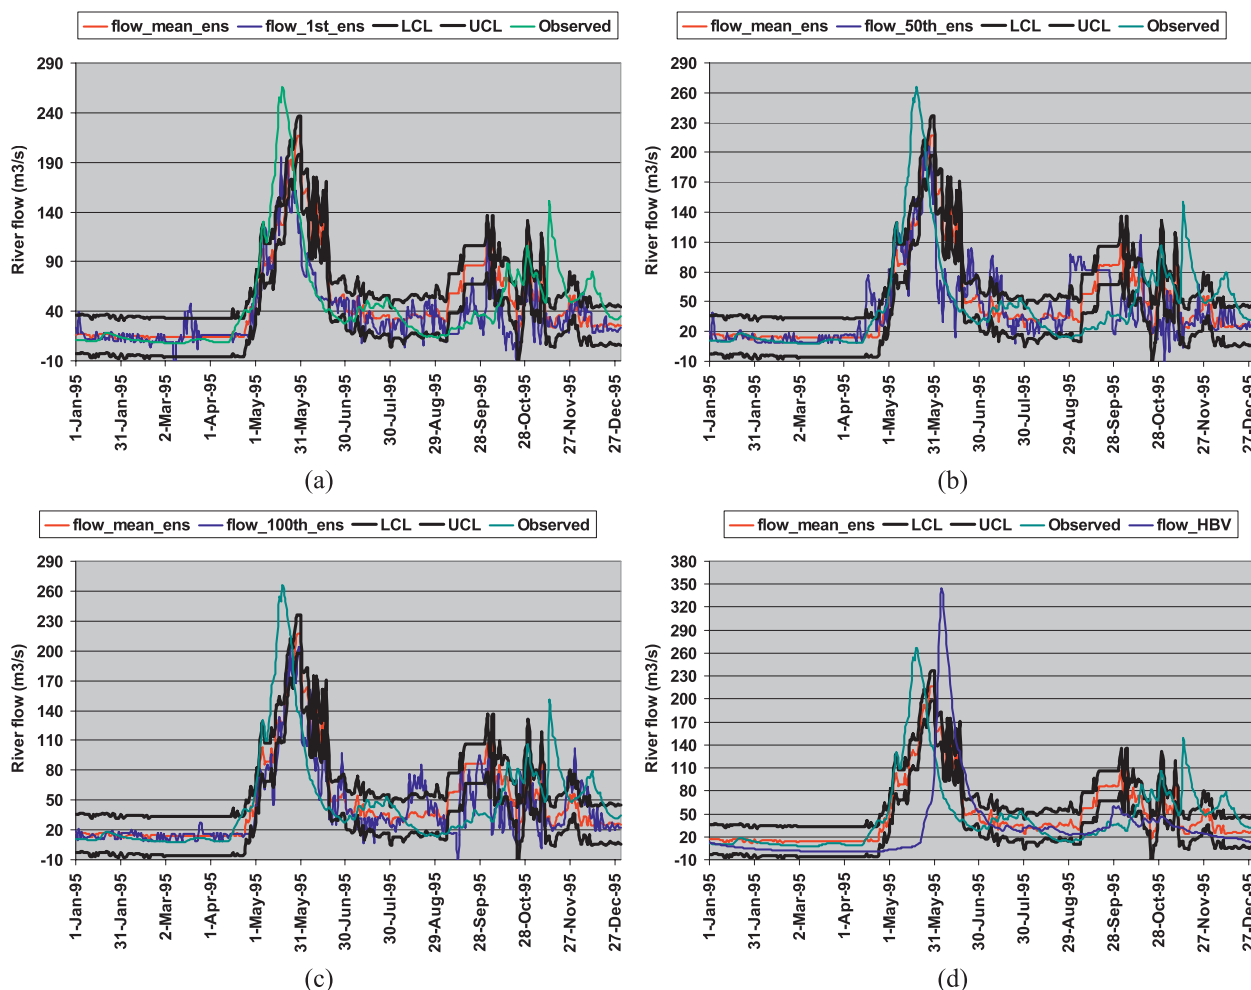 flow_mean_ens flow_1st_ens LCL UCL Observed
River flow (m3/s)
290
240
190
140
90
40
-10
1-Jan-95 31-Jan-95 2-Mar-95 1-Apr-95 1-May-95 31-May-95 30-Jun-95 30-Jul-95 29-Aug-95 28-Sep-95 28-Oct-95 27-Nov-95 27-Dec-95
(a)
flow_mean_ens flow_50th_ens LCL UCL Observed
River flow (m3/s)
290
260
230
200
170
140
110
80
50
20
-10
1-Jan-95 31-Jan-95 2-Mar-95 1-Apr-95 1-May-95 31-May-95 30-Jun-95 30-Jul-95 29-Aug-95 28-Sep-95 28-Oct-95 27-Nov-95 27-Dec-95
(b)
flow_mean_ens flow_100th_ens LCL UCL Observed
River flow (m3/s)
290
260
230
200
170
140
110
80
50
20
-10
1-Jan-95 31-Jan-95 2-Mar-95 1-Apr-95 1-May-95 31-May-95 30-Jun-95 30-Jul-95 29-Aug-95 28-Sep-95 28-Oct-95 27-Nov-95 27-Dec-95
(c)
flow_mean_ens LCL UCL Observed flow_HBV
River flow (m3/s)
380
350
320
290
260
230
200
170
140
110
80
50
20
-10
1-Jan-95 31-Jan-95 2-Mar-95 1-Apr-95 1-May-95 31-May-95 30-Jun-95 30-Jul-95 29-Aug-95 28-Sep-95 28-Oct-95 27-Nov-95 27-Dec-95
(d)